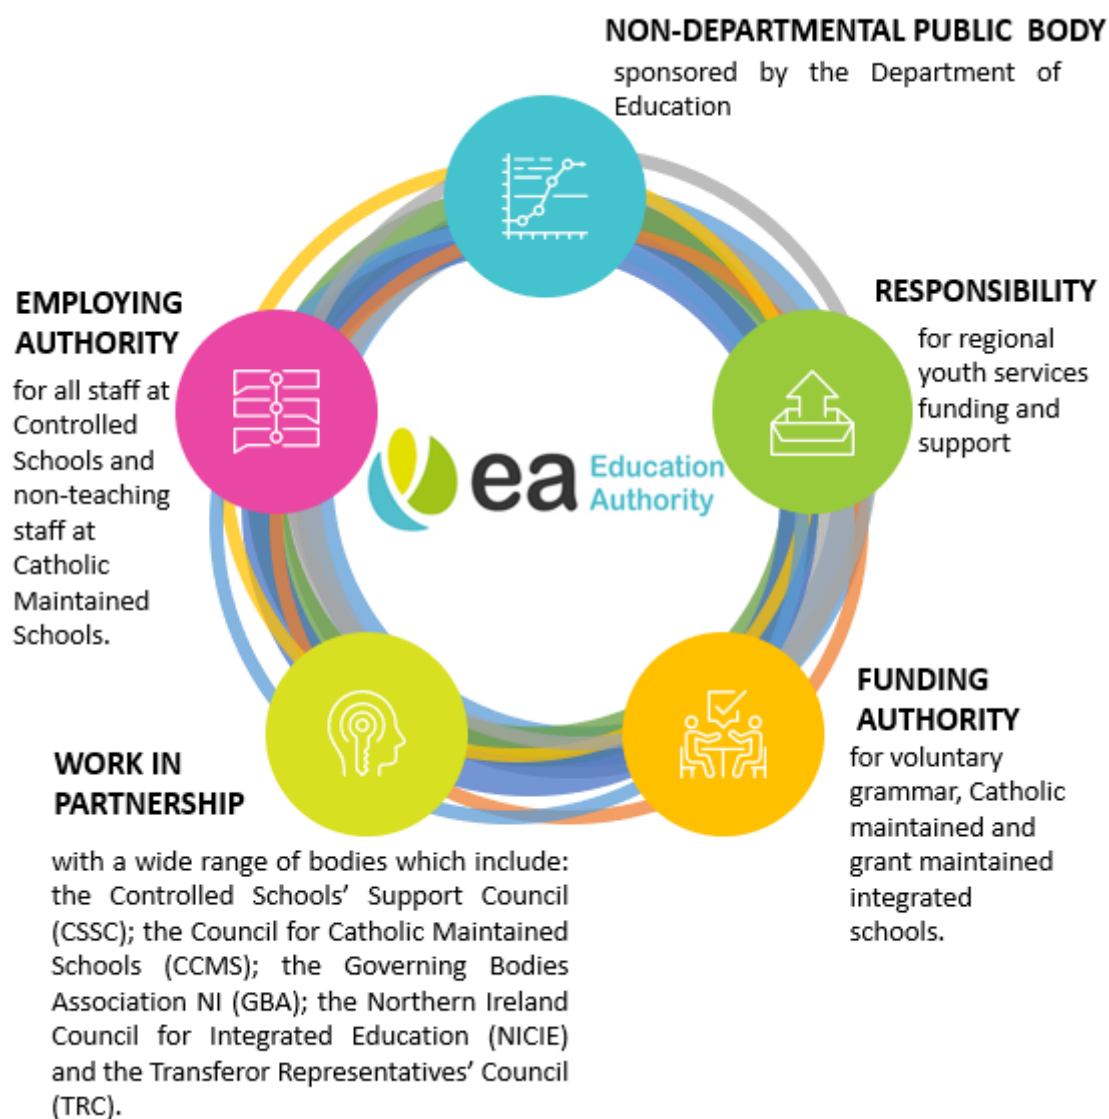 NON-DEPARTMENTAL PUBLIC BODY
sponsored by the Department of
Education
RESPONSIBILITY
for regional
youth services
funding and
support
FUNDING
AUTHORITY
for voluntary
grammar, Catholic
maintained and
grant maintained
integrated
schools.
WORK IN
PARTNERSHIP
with a wide range of bodies which include:
the Controlled Schools’ Support Council
(CSSC); the Council for Catholic Maintained
Schools (CCMS); the Governing Bodies
Association NI (GBA); the Northern Ireland
Council for Integrated Education (NICIE)
and the Transferor Representatives’ Council
(TRC).
EMPLOYING
AUTHORITY
for all staff at
Controlled
Schools and
non-teaching
staff at
Catholic
Maintained
Schools.
ea Education
Authority